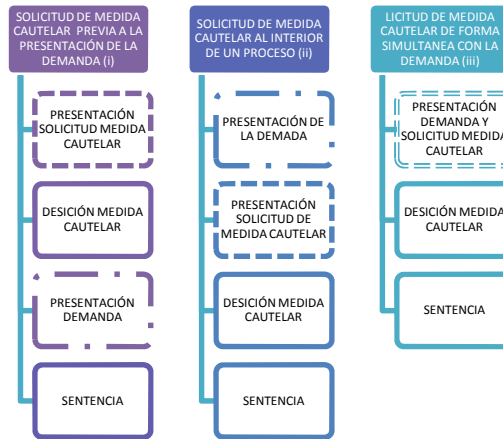 SOLICITUD DE MEDIDA
CAUTELAR PREVIA A LA
PRESENTACIÓN DE LA
DEMANDA (i)
PRESENTACIÓN
SOLICITUD MEDIDA
CAUTELAR
DESICIÓN MEDIDA
CAUTELAR
PRESENTACIÓN
DEMANDA
SENTENCIA
SOLICITUD DE MEDIDA
CAUTELAR AL INTERIOR
DE UN PROCESO (ii)
PRESENTACIÓN DE
LA DEMADA
PRESENTACIÓN
SOLICITUD DE
MEDIDA CAUTELAR
DESICIÓN MEDIDA
CAUTELAR
SENTENCIA
LICITUD DE MEDIDA
CAUTELAR DE FORMA
SIMULTANEA CON LA
DEMANDA (iii)
PRESENTACIÓN
DEMANDA Y
SOLICITUD MEDIDA
CAUTELAR
DESICIÓN MEDIDA
CAUTELAR
SENTENCIA